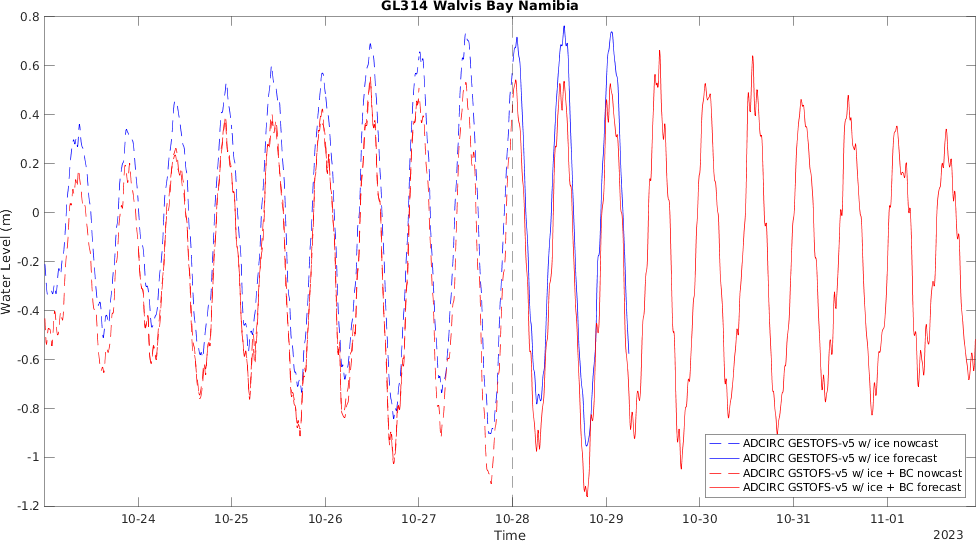 GL314 Walvis Bay Namibia
0.8
0.6
0.4
0.2
0
-0.2
-0.4
-0.6
-0.8
-1
-1.2
Water Level (m)
ADCIRC GESTOFS-v5 w/ ice nowcast
ADCIRC GESTOFS-v5 w/ ice forecast
ADCIRC GSTOFS-v5 w/ ice + BC nowcast
ADCIRC GSTOFS-v5 w/ ice + BC forecast
10-24 10-25 10-26 10-27 10-28 10-29 10-30 10-31 11-01
Time
2023